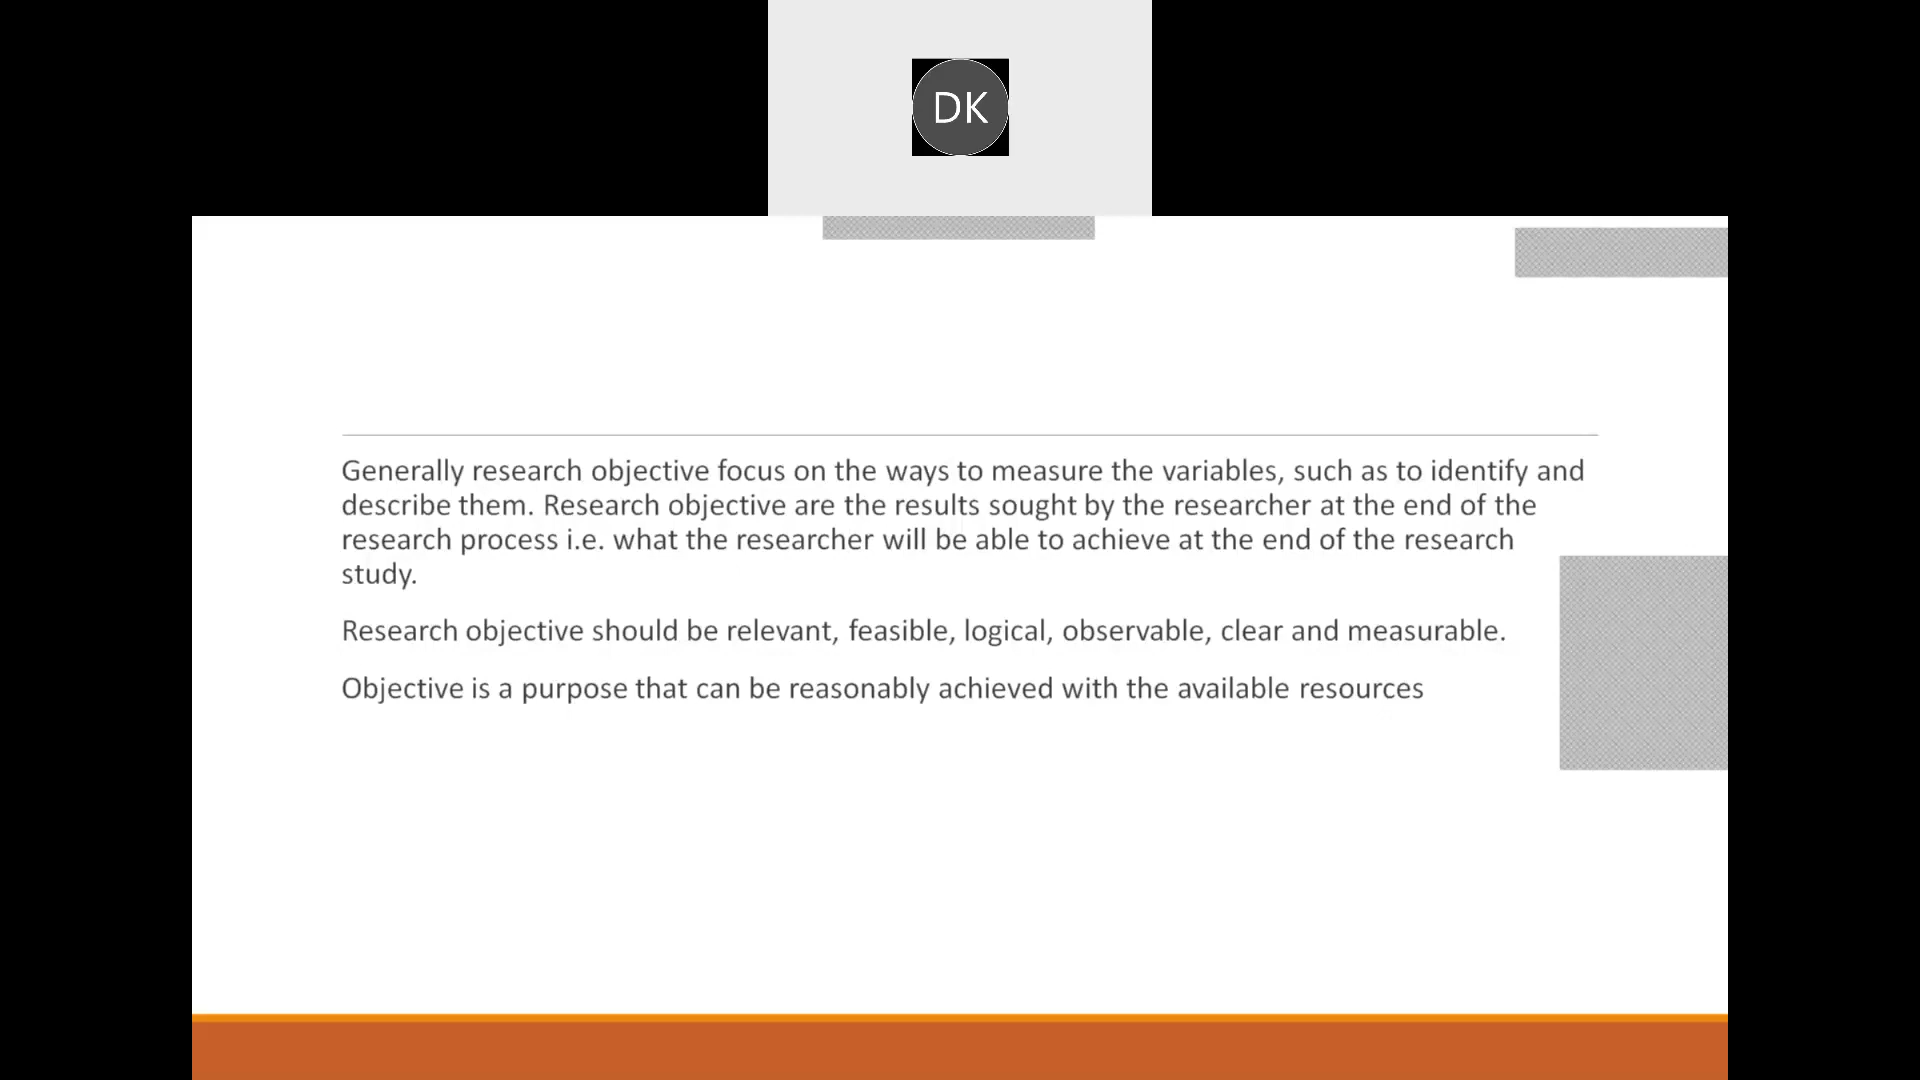 DK
Generally research objective focus on the ways to measure the variables, such as to identify and
describe them. Research objective are the results sought by the researcher at the end of the
research process i.e. what the researcher will be able to achieve at the end of the research
study.
Research objective should be relevant, feasible, logical, observable, clear and measurable.
Objective is a purpose that can be reasonably achieved with the available resources